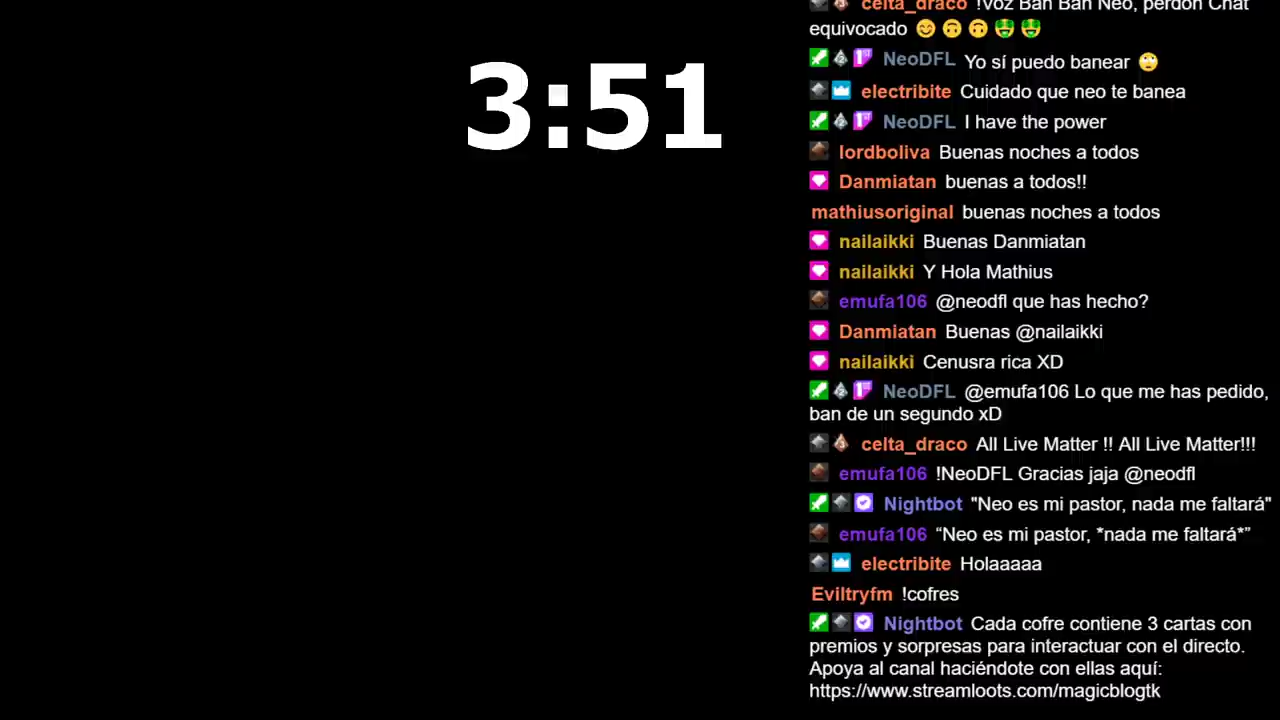 3:51
celta_draco !Voz Ban Ban Neo, perdon Chat
equivocado 😊 🙃 🙃 🤑 🤑
NeoDFL Yo sí puedo banear 🙄
electribite Cuidado que neo te banea
NeoDFL I have the power
lordboliva Buenas noches a todos
Danmiatan buenas a todos!!
mathiusoriginal buenas noches a todos
nailaikki Buenas Danmiatan
nailaikki Y Hola Mathius
emufa106 @neodfl que has hecho?
Danmiatan Buenas @nailaikki
nailaikki Cenusra rica XD
NeoDFL @emufa106 Lo que me has pedido,
ban de un segundo xD
celta_draco All Live Matter !! All Live Matter!!!
emufa106 !NeoDFL Gracias jaja @neodfl
Nightbot "Neo es mi pastor, nada me faltará"
emufa106 “Neo es mi pastor, *nada me faltará*”
electribite Holaaaaa
Eviltryfm !cofres
Nightbot Cada cofre contiene 3 cartas con
premios y sorpresas para interactuar con el directo.
Apoya al canal haciéndote con ellas aquí:
https://www.streamloots.com/magicblogtk